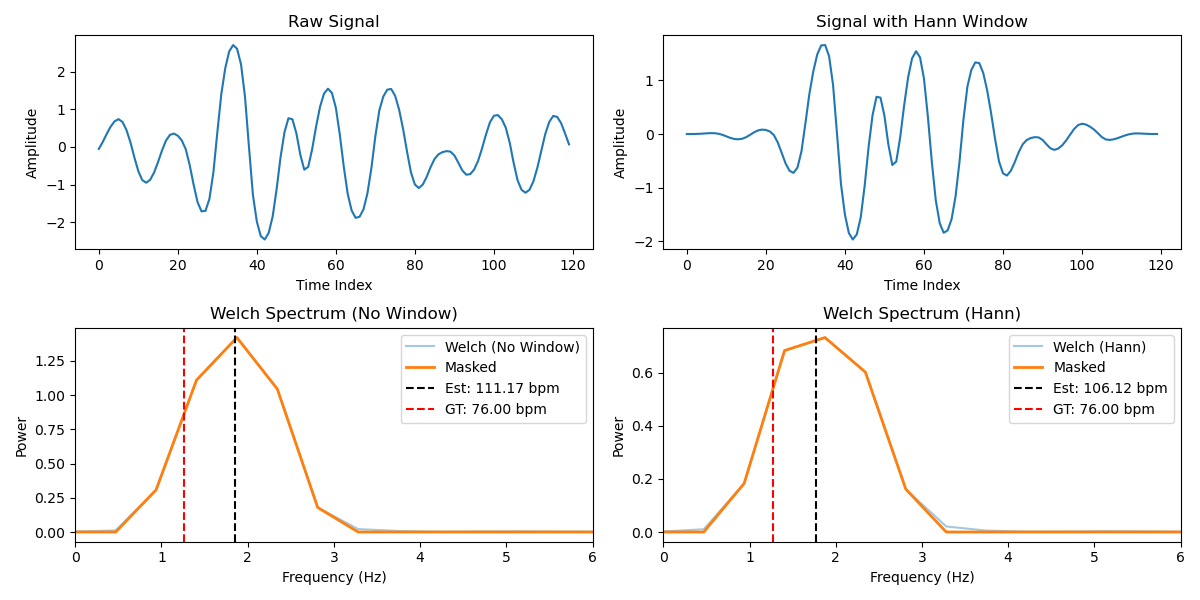 Raw Signal
Amplitude
2
1
0
−1
−2
0 20 40 60 80 100 120
Time Index
Signal with Hann Window
Amplitude
1
0
−1
−2
0 20 40 60 80 100 120
Time Index
Welch Spectrum (No Window)
Power
1.25
1.00
0.75
0.50
0.25
0.00
0 1 2 3 4 5 6
Frequency (Hz)
Welch (No Window)
Masked
Est: 111.17 bpm
GT: 76.00 bpm
Welch Spectrum (Hann)
Power
0.6
0.4
0.2
0.0
0 1 2 3 4 5 6
Frequency (Hz)
Welch (Hann)
Masked
Est: 106.12 bpm
GT: 76.00 bpm